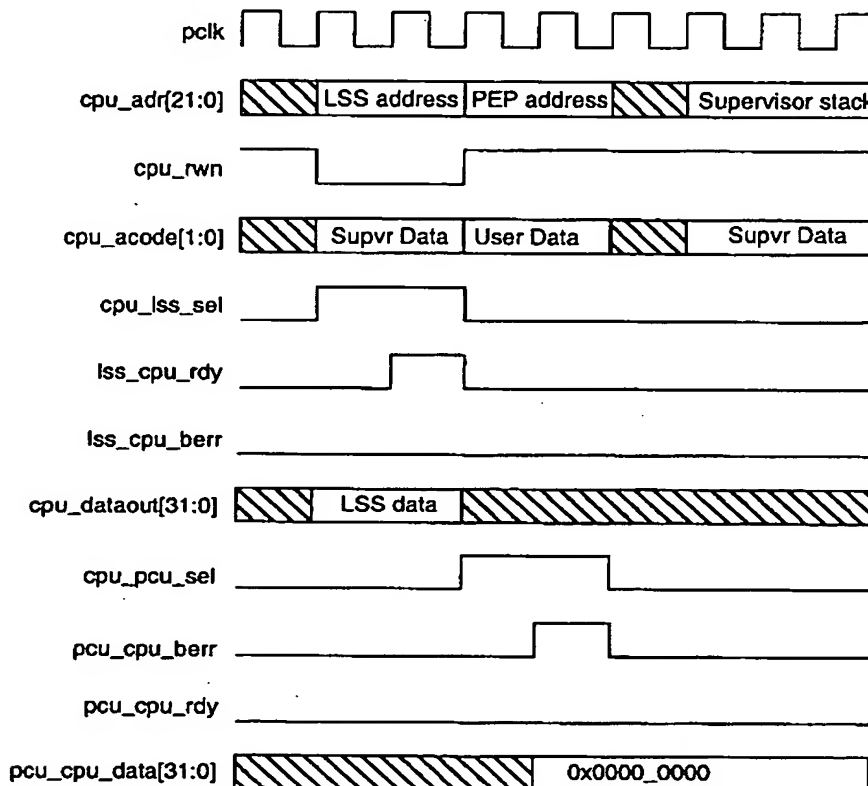 pclk
cpu_adr[21:0] LSS address PEP address Supervisor stack
cpu_rwn
cpu_acode[1:0] Supvr Data User Data Supvr Data
cpu_lss_sel
lss_cpu_rdy
lss_cpu_berr
cpu_dataout[31:0] LSS data
cpu_pcu_sel
pcu_cpu_berr
pcu_cpu_rdy
pcu_cpu_data[31:0] 0x0000_0000